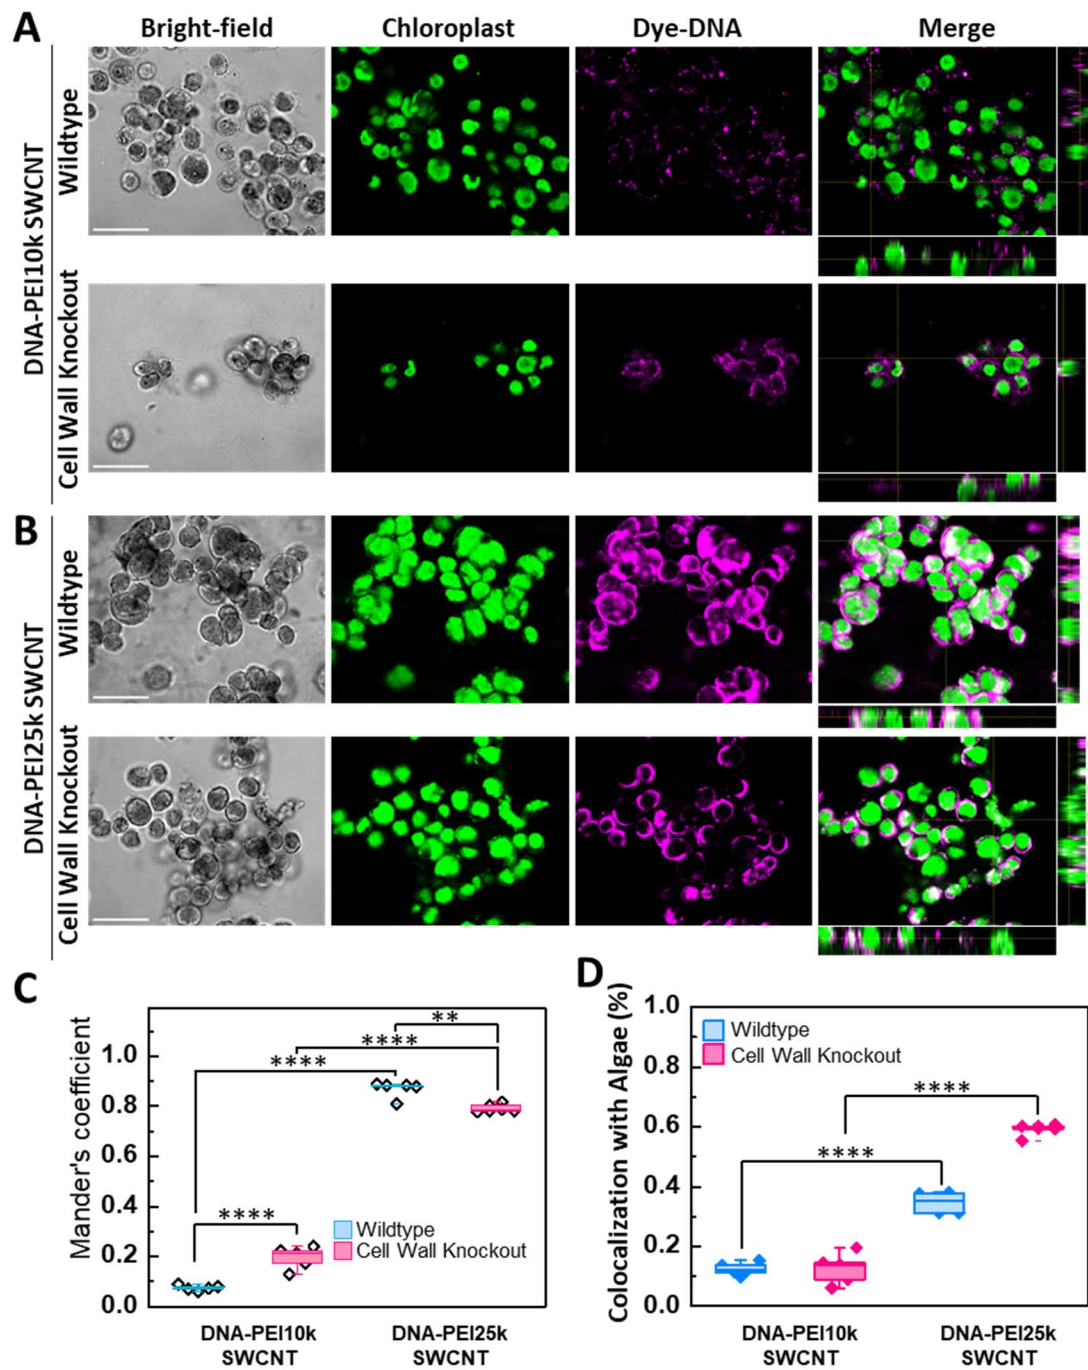 A
Bright-field
Chloroplast
Dye-DNA
Merge
DNA-PEI10k SWCNT
Wildtype
Cell Wall Knockout
B
DNA-PEI25k SWCNT
Wildtype
Cell Wall Knockout
C
Mander's coefficient
1.0
0.8
0.6
0.4
0.2
0.0
**
****
****
****
Wildtype
Cell Wall Knockout
DNA-PEI10k
SWCNT
DNA-PEI25k
SWCNT
D
Colocalization with Algae (%)
1.0
0.8
0.6
0.4
0.2
0.0
Wildtype
Cell Wall Knockout
****
****
DNA-PEI10k
SWCNT
DNA-PEI25k
SWCNT